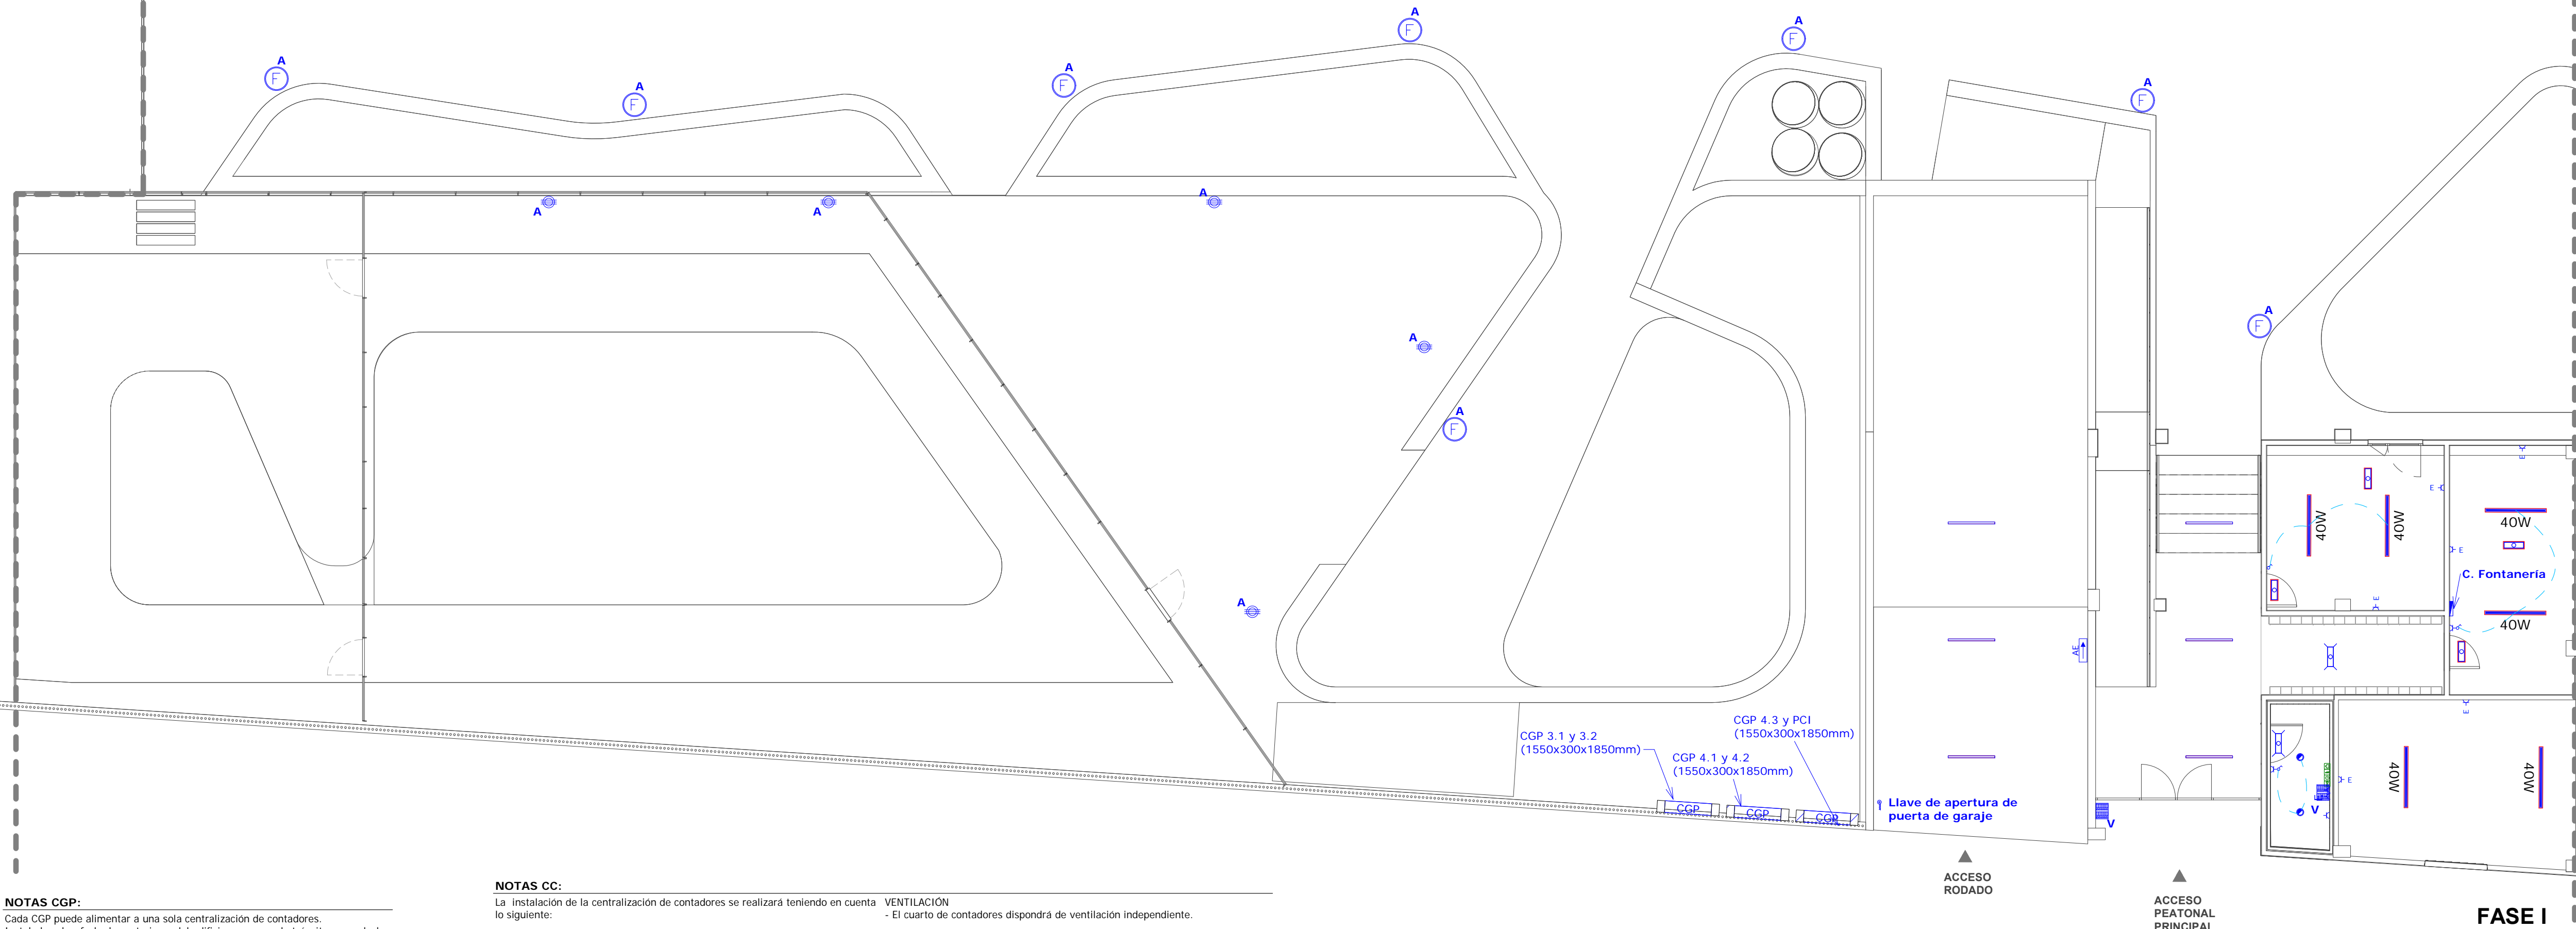 A
F
A
F
A
F
A
F
A
F
A
F
A
A
A
A
F
A
A
F
A
E
E
E
E
E
E
40W
40W
40W
40W
C. Fontanería
AE
CGP 3.1 y 3.2
(1550x300x1850mm)
CGP 4.1 y 4.2
(1550x300x1850mm)
CGP 4.3 y PCI
(1550x300x1850mm)
CGP
CGP
CGP
Llave de apertura de
puerta de garaje
V
V
40W
40W
ACCESO
RODADO
ACCESO
PEATONAL
PRINCIPAL
FASE I
NOTAS CGP:
Cada CGP puede alimentar a una sola centralización de contadores.
NOTAS CC:
La instalación de la centralización de contadores se realizará teniendo en cuenta
lo siguiente:
VENTILACIÓN
- El cuarto de contadores dispondrá de ventilación independiente.